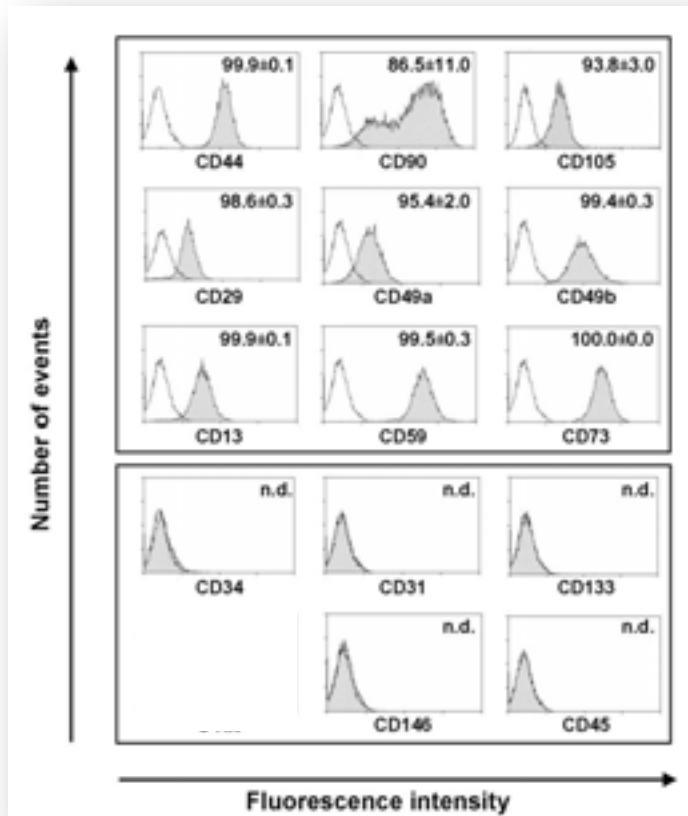 99.9±0.1 86.5±11.0 93.8±3.0
CD44 CD90 CD105
98.6±0.3 95.4±2.0 99.4±0.3
CD29 CD49a CD49b
99.9±0.1 99.5±0.3 100.0±0.0
CD13 CD59 CD73
n.d. n.d. n.d.
CD34 CD31 CD133
n.d. n.d.
CD146 CD45
Number of events
Fluorescence intensity